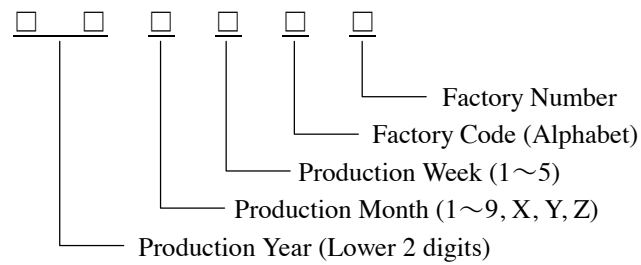 □ □ □ □ □ □
Factory Number
Factory Code (Alphabet)
Production Week (1～5)
Production Month (1～9, X, Y, Z)
Production Year (Lower 2 digits)